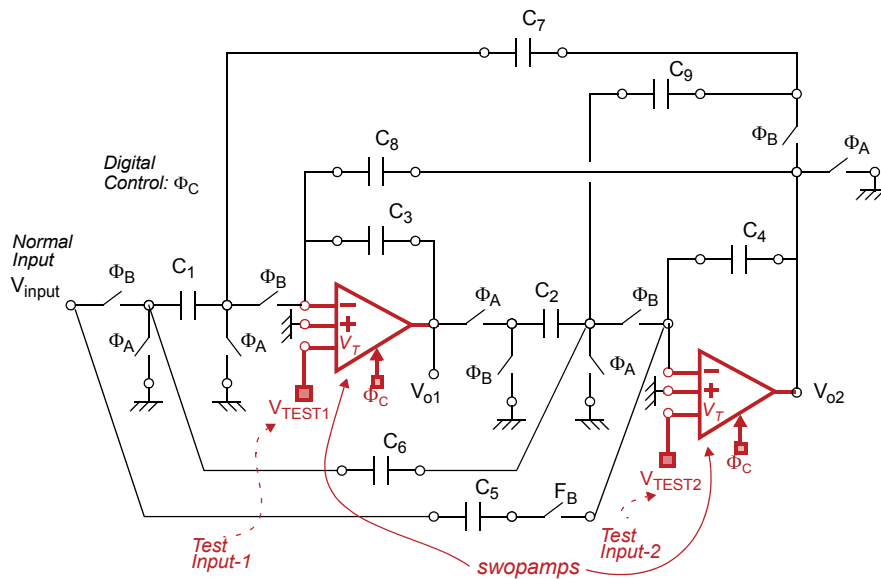 C7
C9
ΦB
ΦA
C8
Digital
Control: ΦC
C3
Normal
Input
Vinput
ΦB
C1
ΦB
C4
ΦA
C2
ΦB
ΦA
ΦA
−
+
VT
ΦB
ΦA
−
+
VT
VTEST1
ΦC
Vo1
Vo2
C6
VTEST2
ΦC
C5
FB
Test
Input-1
Test
Input-2
swopamps